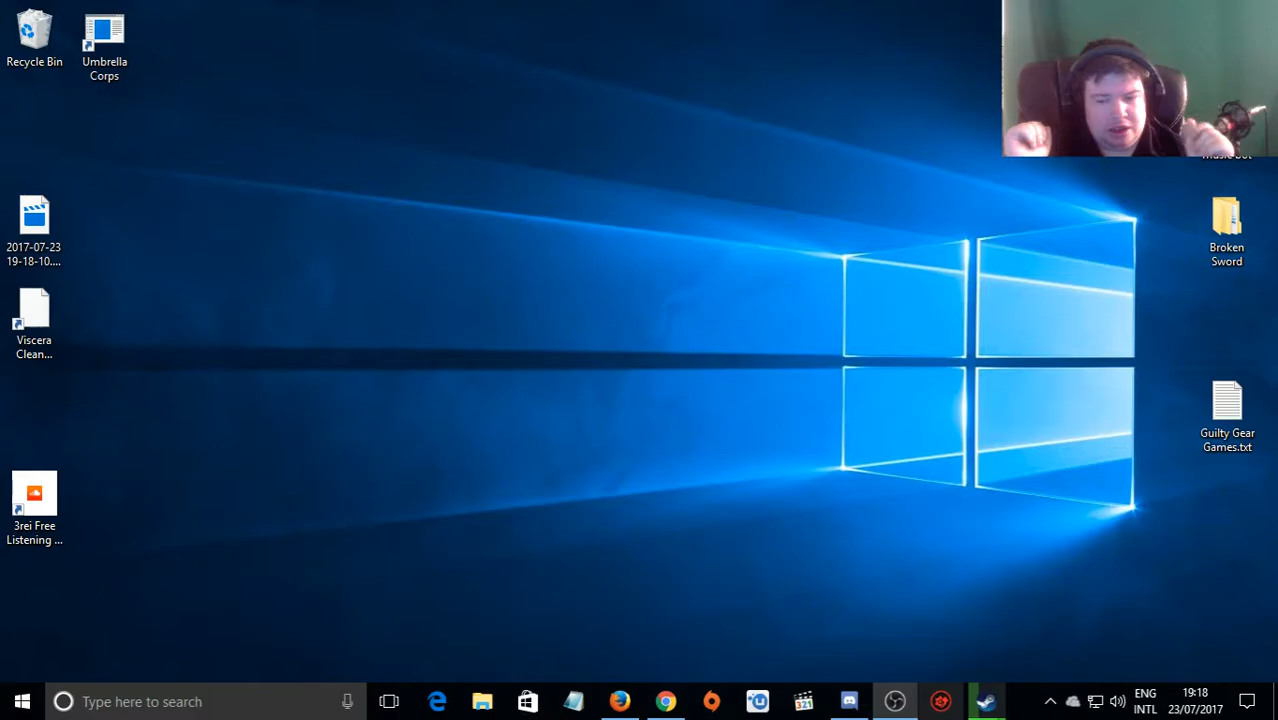 Recycle Bin
Umbrella
Corps
2017-07-23
19-18-10....
Viscera
Clean...
3rei Free
Listening ...
Broken
Sword
Guilty Gear
Games.txt
Type here to search
321
ENG
INTL
19:18
23/07/2017